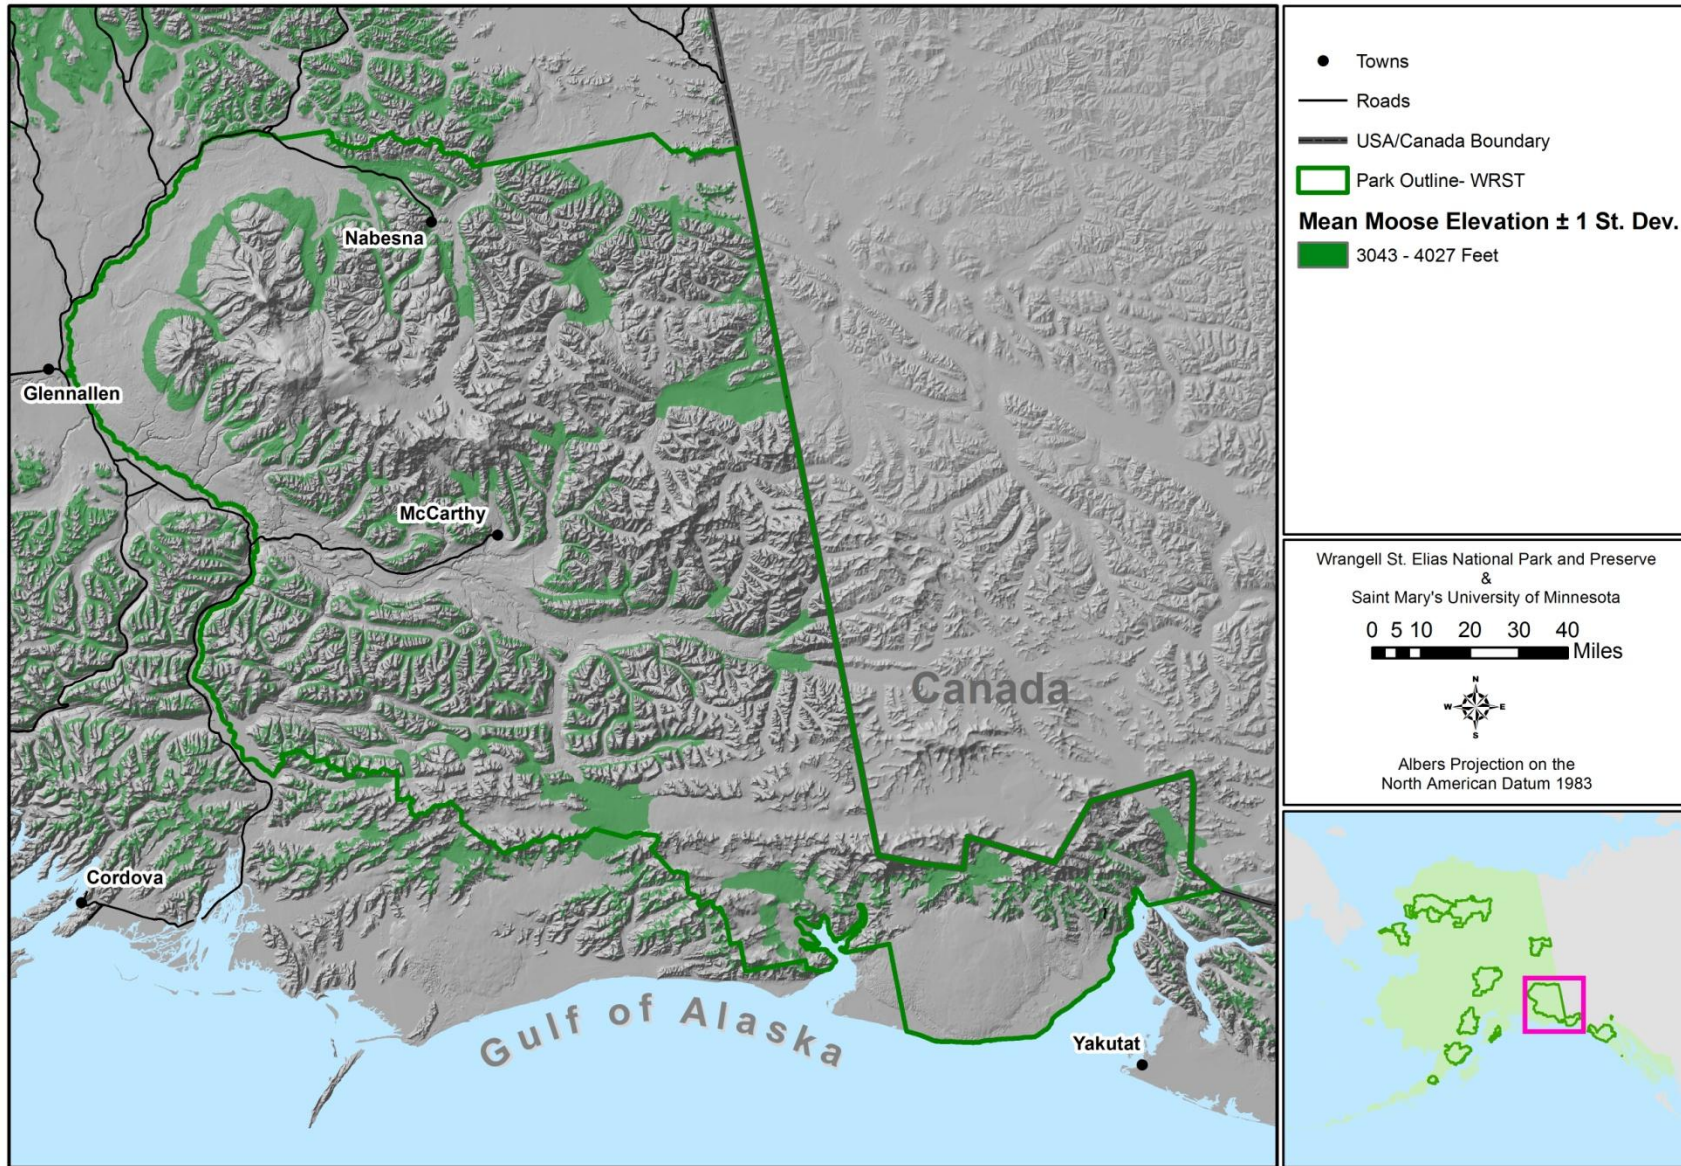 Nabesna
Glennallen
McCarthy
Canada
Cordova
Gulf of Alaska
Yakutat
Towns
Roads
USA/Canada Boundary
Park Outline- WRST
Mean Moose Elevation ± 1 St. Dev.
3043 - 4027 Feet
Wrangell St. Elias National Park and Preserve
&
Saint Mary's University of Minnesota
0 5 10 20 30 40
Miles
N
W E
S
Albers Projection on the
North American Datum 1983